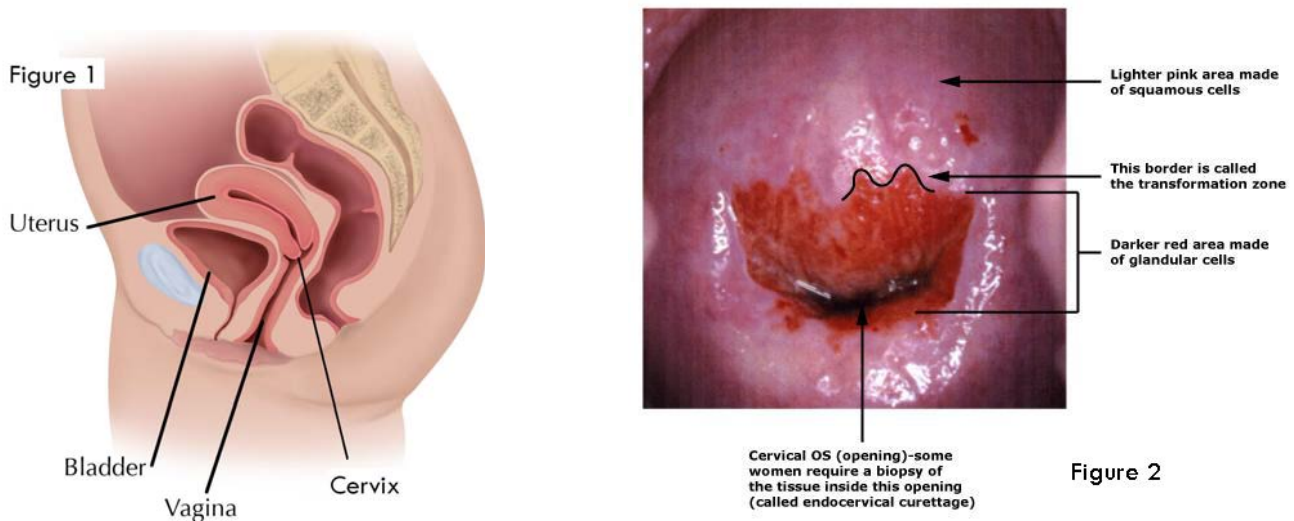 Figure 1
Uterus
Bladder
Vagina
Cervix
Lighter pink area made
of squamous cells
This border is called
the transformation zone
Darker red area made
of glandular cells
Cervical OS (opening)-some
women require a biopsy of
the tissue inside this opening
(called endocervical curettage)
Figure 2